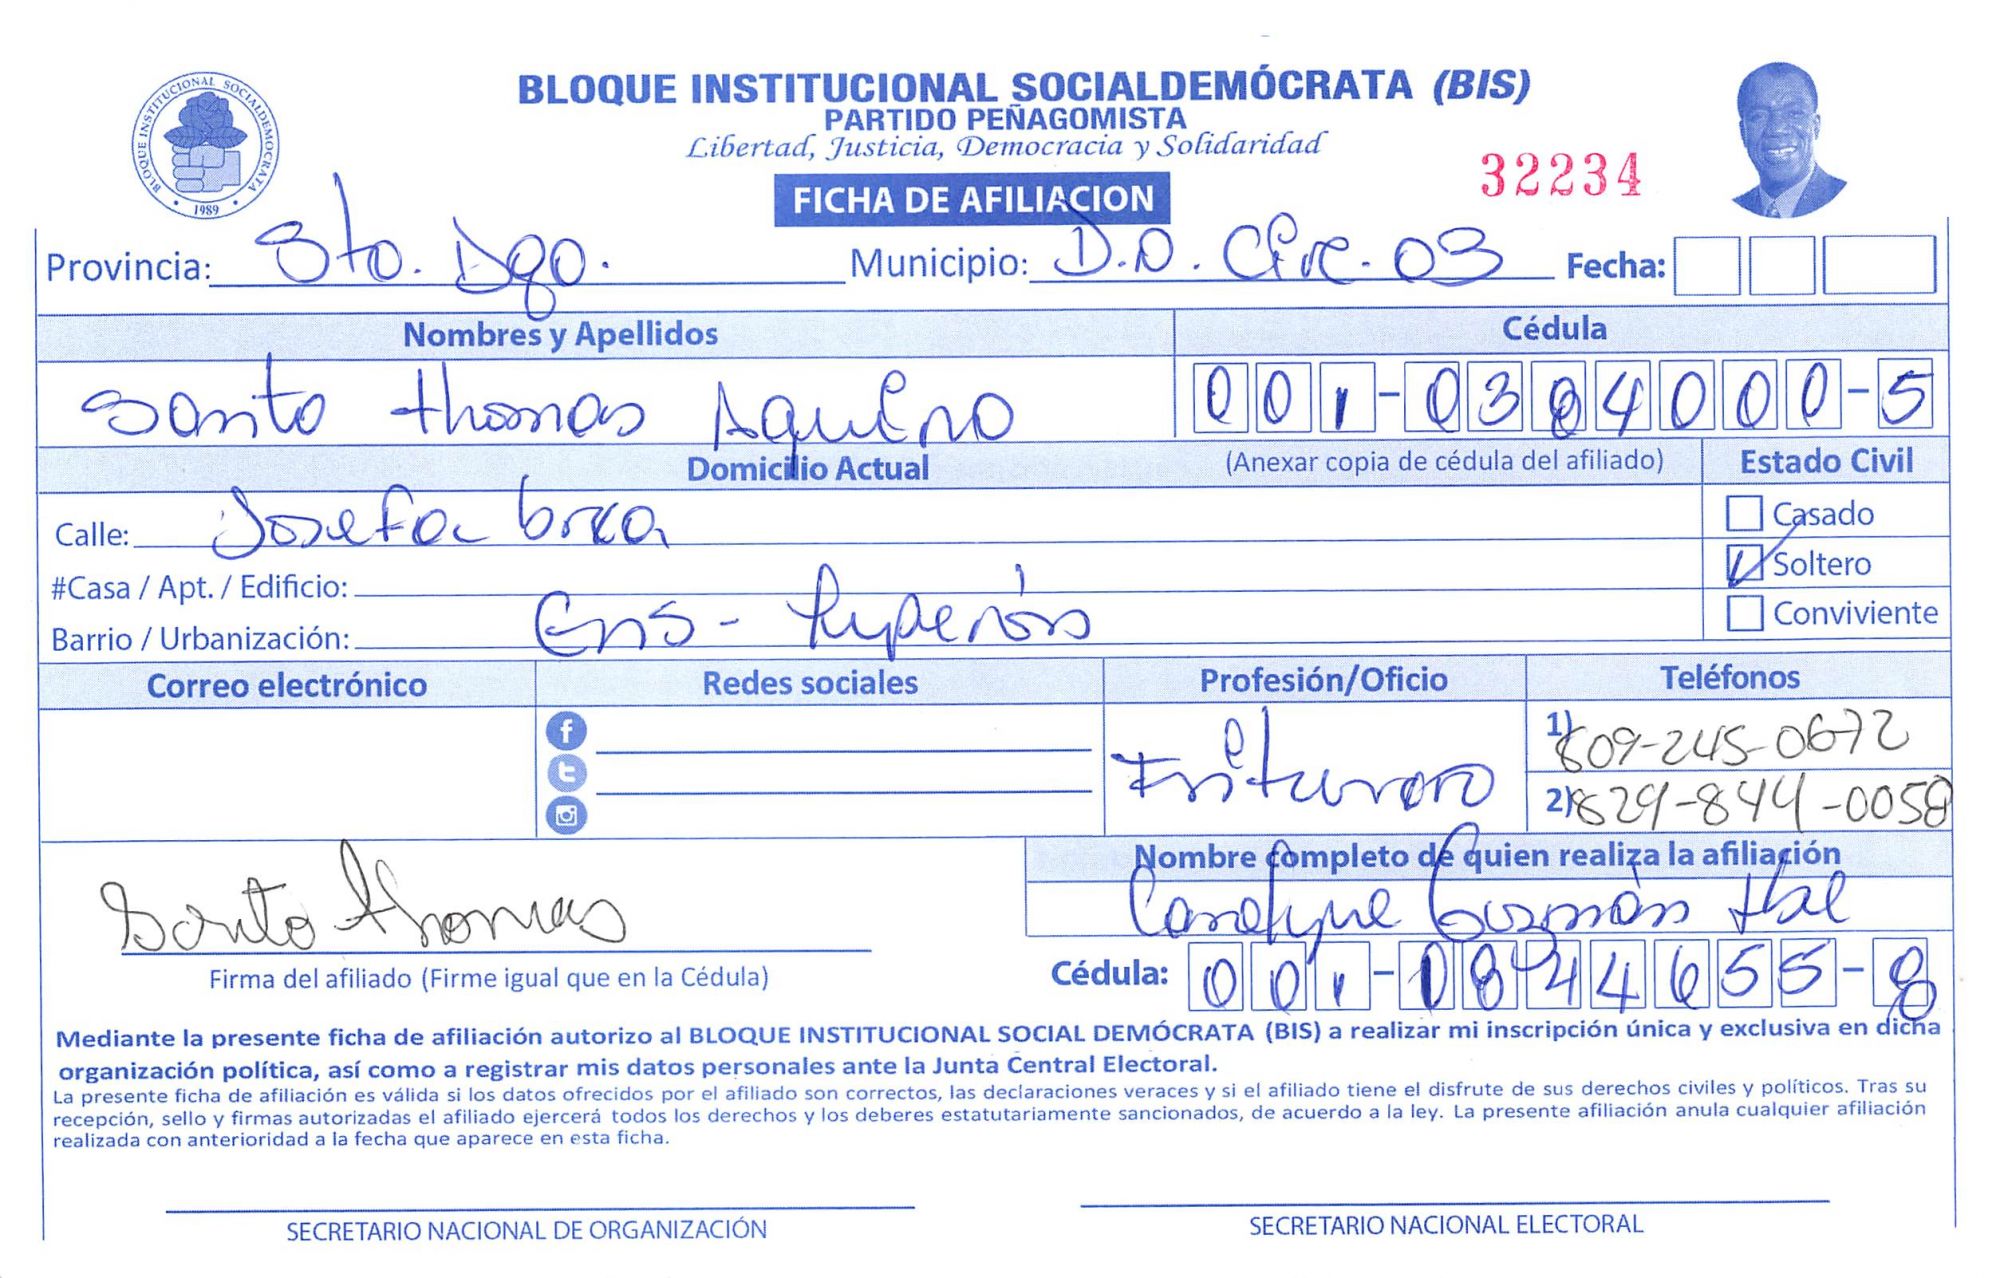 BLOQUE INSTITUCIONAL SOCIALDEMÓCRATA (BIS)
PARTIDO PEÑAGOMISTA
Libertad, Justicia, Democracia y Solidaridad
BLOQUE INSTITUCIONAL SOCIALDEMOCRATA
1989
32234
FICHA DE AFILIACION
Provincia: Sto. Dgo. Municipio: D.N. Circ. 03 Fecha:
Nombres y Apellidos Cédula
Santo thomas Aquino 001-0304000-5
Domicilio Actual (Anexar copia de cédula del afiliado) Estado Civil
Calle: Josefa brea Casado
#Casa / Apt. / Edificio: Soltero
Barrio / Urbanización: Ens- Luperón Conviviente
Correo electrónico Redes sociales Profesión/Oficio Teléfonos
Friturero 1) 809-245-0672
2) 829-844-0058
Nombre completo de quien realiza la afiliación
Santo thomas Guzmán
Firma del afiliado (Firme igual que en la Cédula) Cédula: 001-1844655-8
Mediante la presente ficha de afiliación autorizo al BLOQUE INSTITUCIONAL SOCIAL DEMÓCRATA (BIS) a realizar mi inscripción única y exclusiva en dicha
organización política, así como a registrar mis datos personales ante la Junta Central Electoral.
La presente ficha de afiliación es válida si los datos ofrecidos por el afiliado son correctos, las declaraciones veraces y si el afiliado tiene el disfrute de sus derechos civiles y políticos. Tras su
recepción, sello y firmas autorizadas el afiliado ejercerá todos los derechos y los deberes estatutariamente sancionados, de acuerdo a la ley. La presente afiliación anula cualquier afiliación
realizada con anterioridad a la fecha que aparece en esta ficha.
SECRETARIO NACIONAL DE ORGANIZACIÓN SECRETARIO NACIONAL ELECTORAL